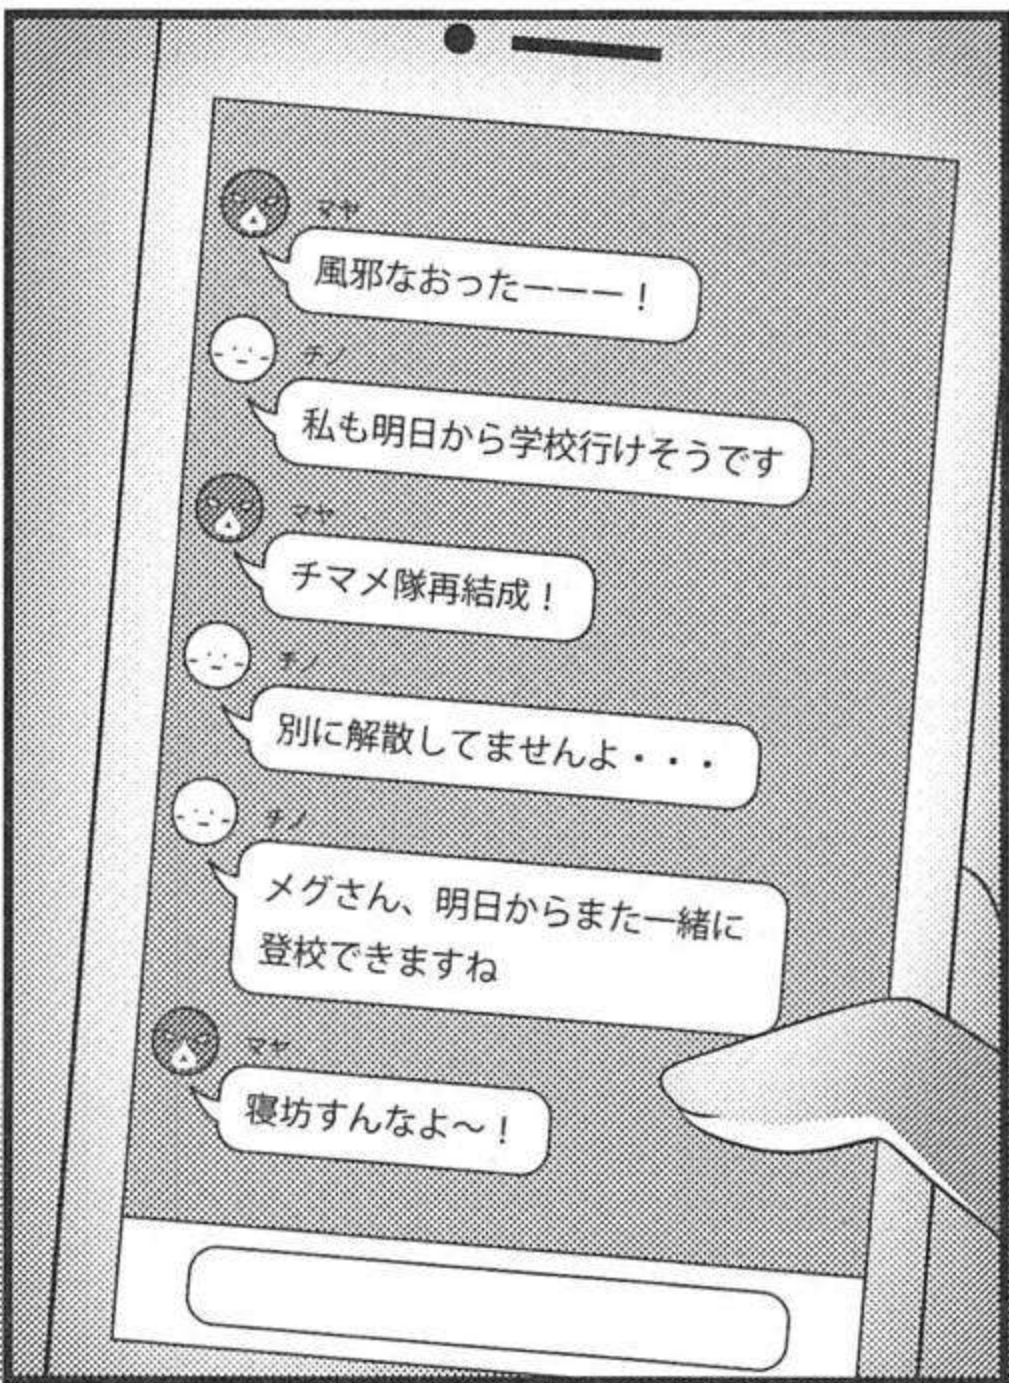 マヤ
風邪なおったーーー！
チノ
私も明日から学校行けそうです
マヤ
チマメ隊再結成！
チノ
別に解散してませんよ・・・
チノ
メグさん、明日からまた一緒に
登校できますね
マヤ
寝坊すんなよ～！